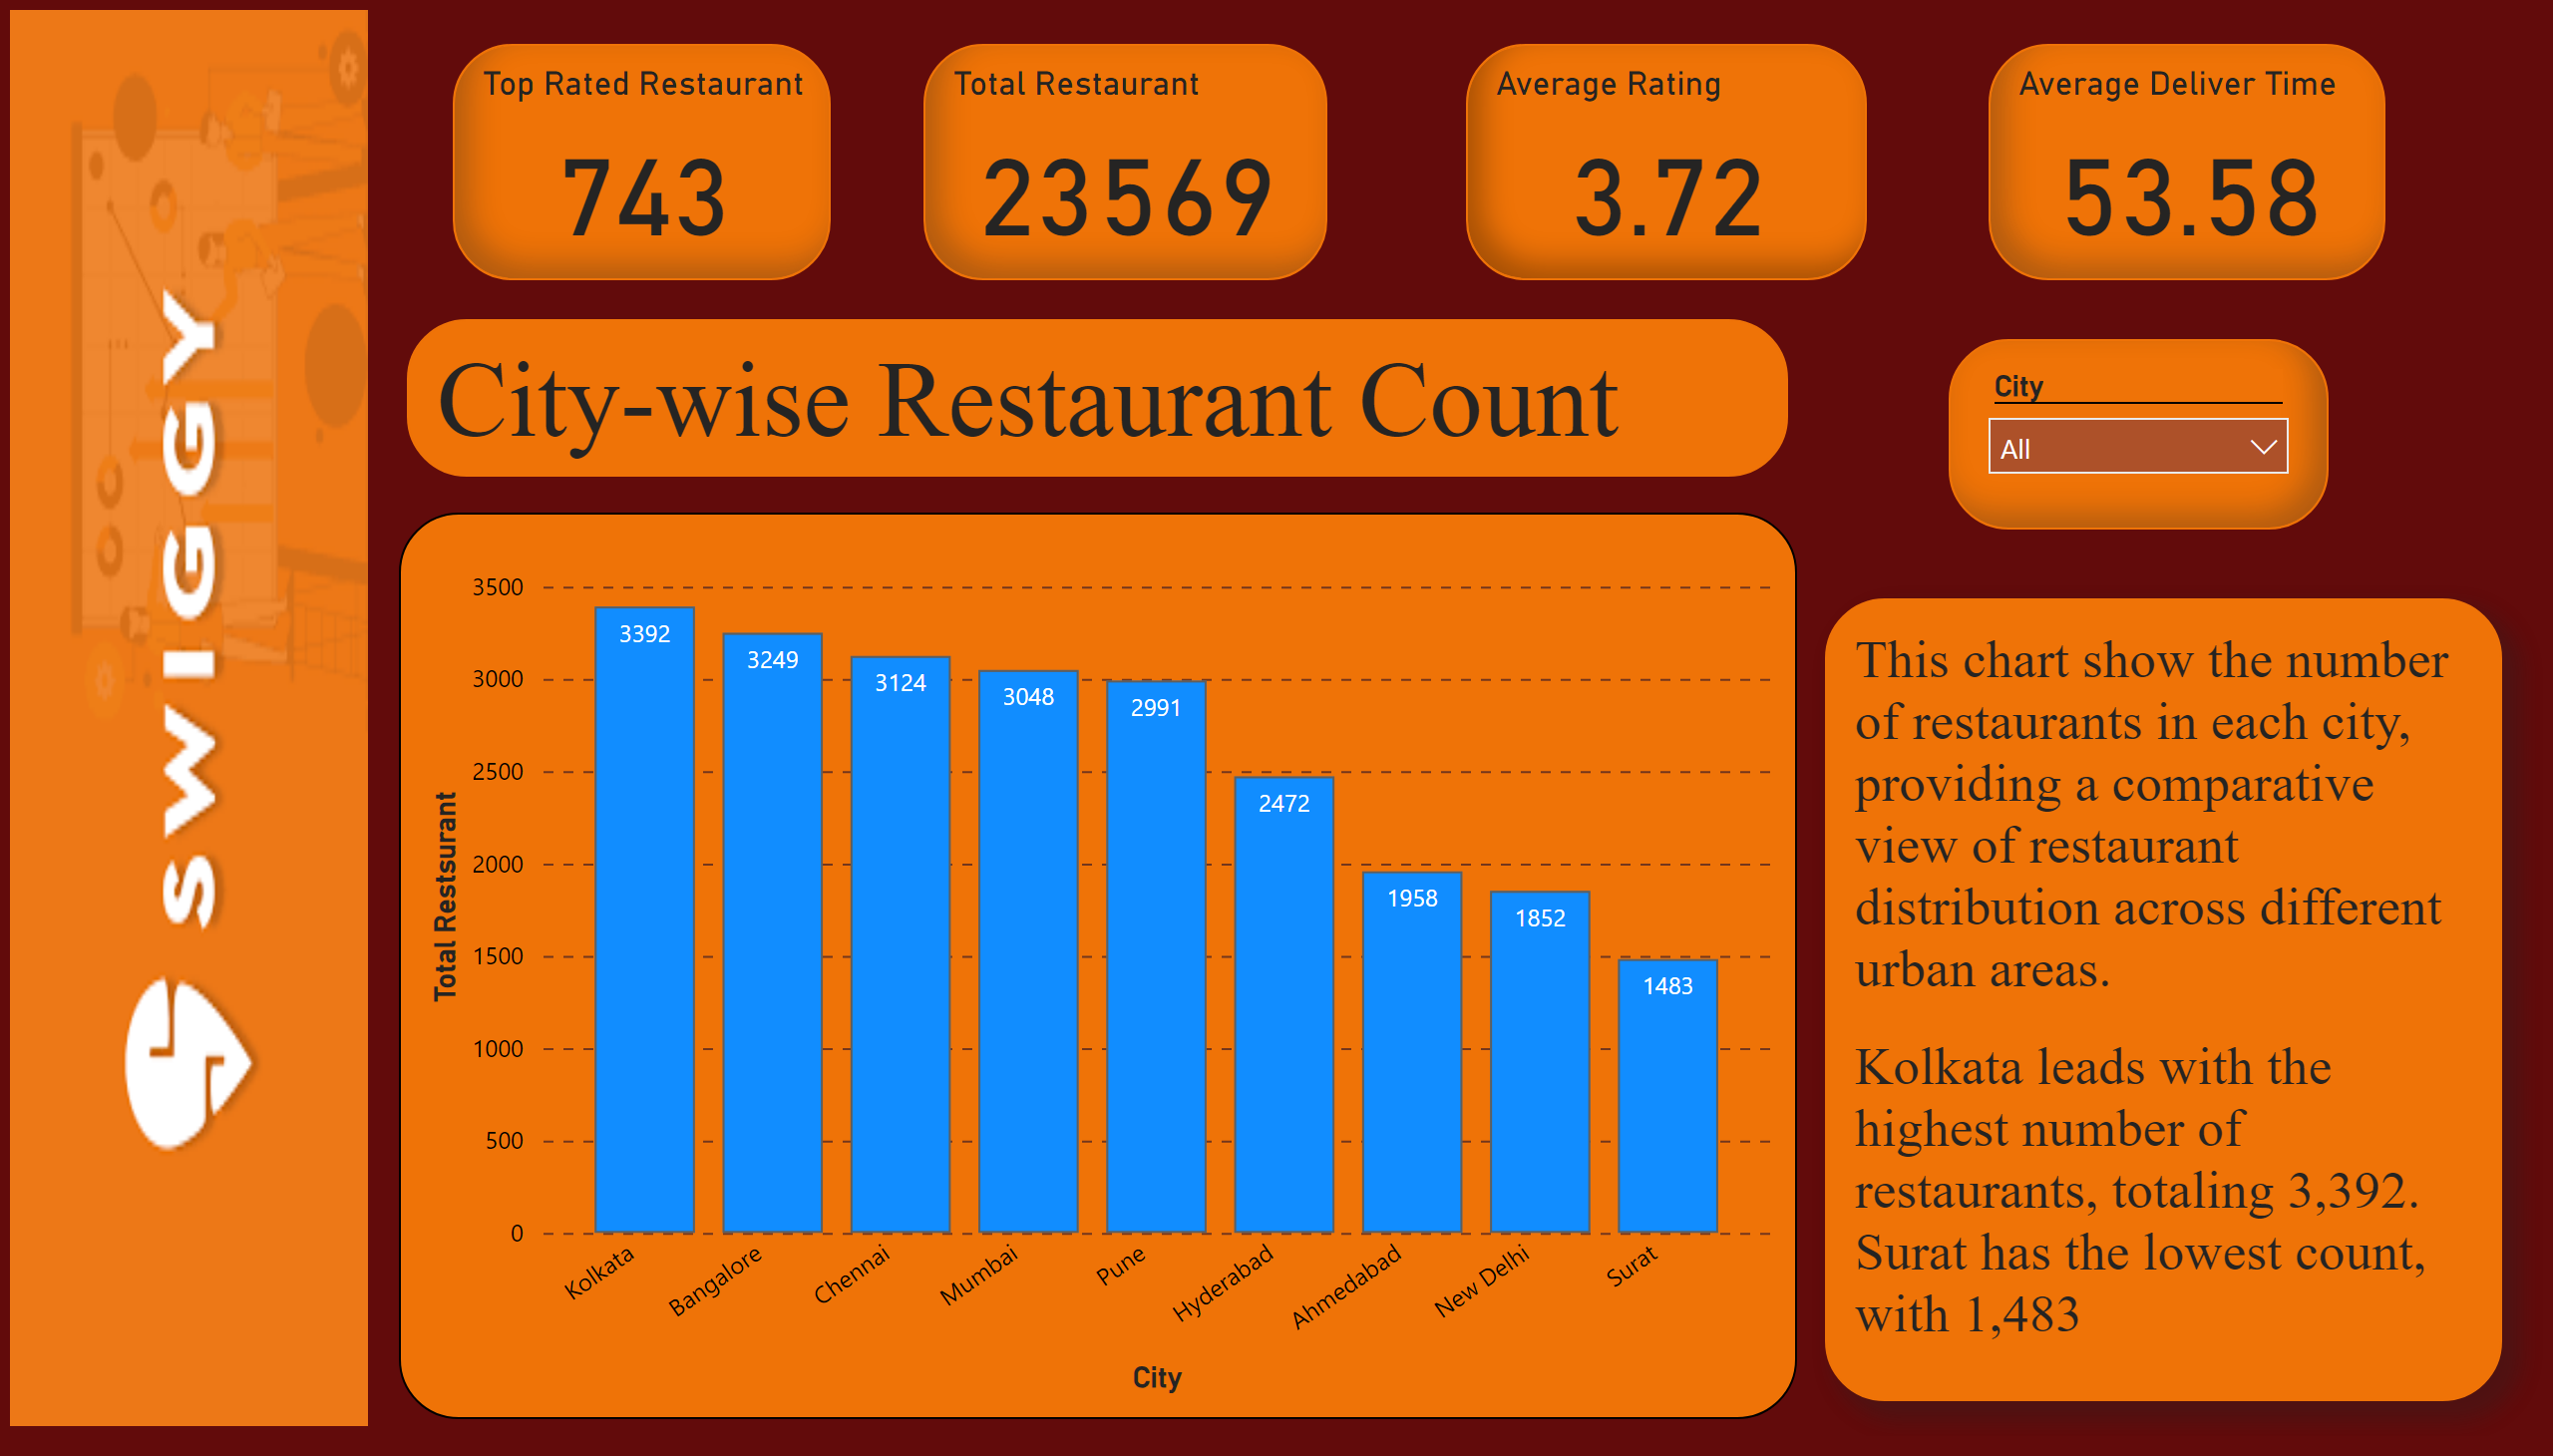 SWIGGY
Top Rated Restaurant
743
Total Restaurant
23569
Average Rating
3.72
Average Deliver Time
53.58
City-wise Restaurant Count
City
All
Total Restsurant
3500
3000
2500
2000
1500
1000
500
0
3392
3249
3124
3048
2991
2472
1958
1852
1483
Kolkata
Bangalore
Chennai
Mumbai
Pune
Hyderabad
Ahmedabad
New Delhi
Surat
City
This chart show the number
of restaurants in each city,
providing a comparative
view of restaurant
distribution across different
urban areas.
Kolkata leads with the
highest number of
restaurants, totaling 3,392.
Surat has the lowest count,
with 1,483